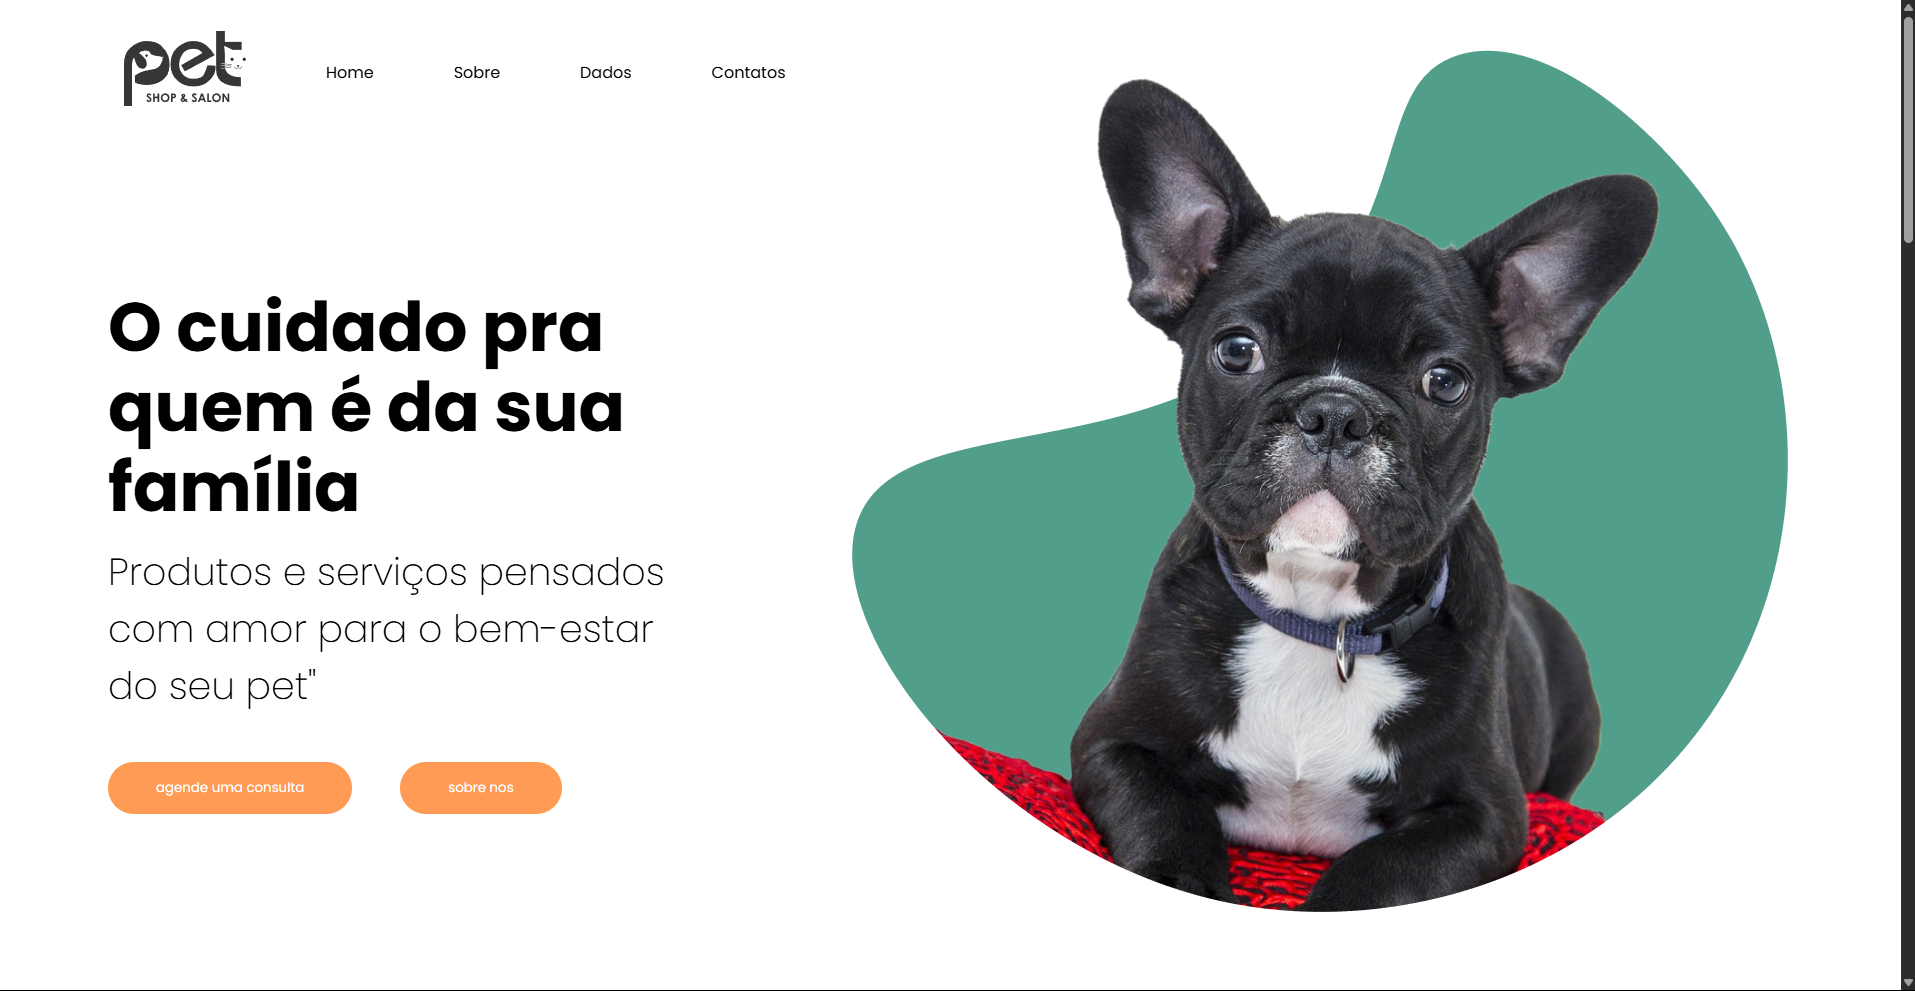 pet
SHOP & SALON
Home Sobre Dados Contatos
O cuidado pra
quem é da sua
família
Produtos e serviços pensados
com amor para o bem-estar
do seu pet"
agende uma consulta sobre nos